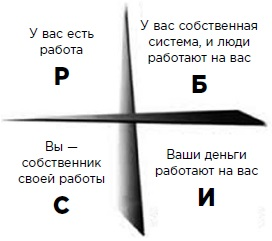 У вас есть
работа
Р
У вас собственная
система, и люди
работают на вас
Б
Вы —
собственник
своей работы
С
Ваши деньги
работают на вас
И